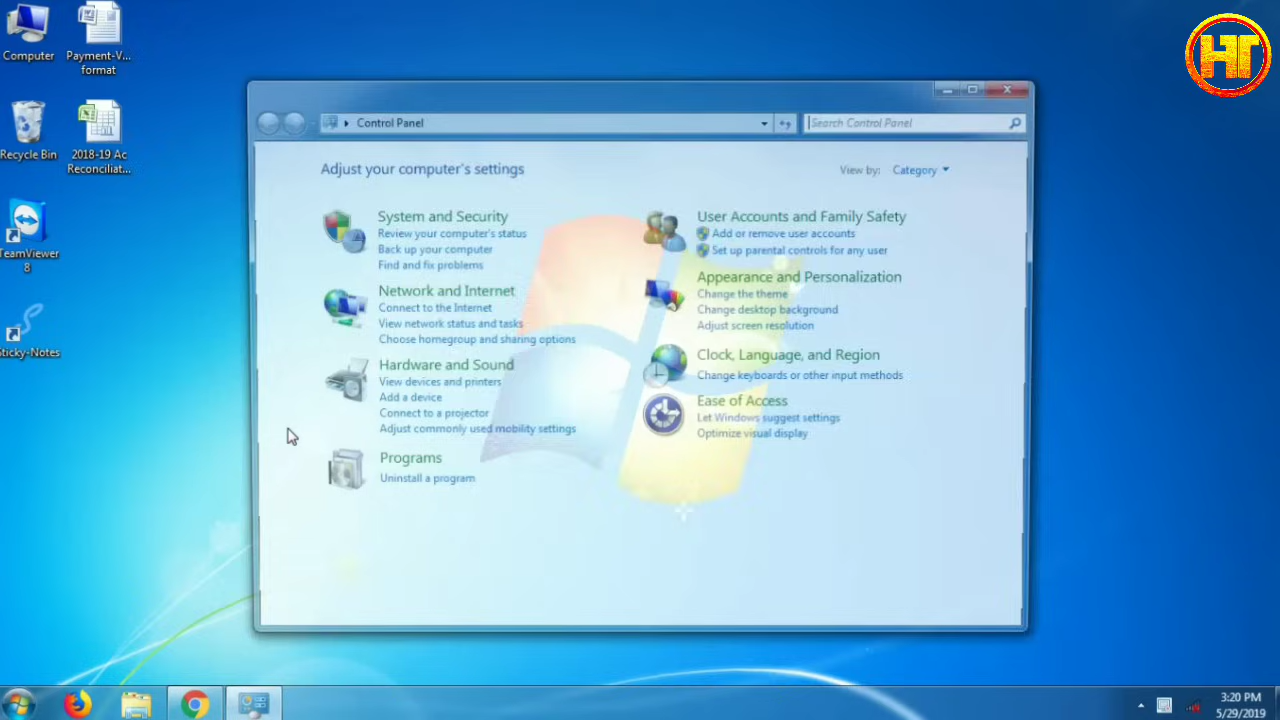 Computer
Payment-V...
format
Recycle Bin
2018-19 Ac
Reconciliat...
TeamViewer
8
Sticky-Notes
HT
Control Panel
Search Control Panel
Adjust your computer's settings
View by: Category
System and Security
Review your computer's status
Back up your computer
Find and fix problems
Network and Internet
Connect to the Internet
View network status and tasks
Choose homegroup and sharing options
Hardware and Sound
View devices and printers
Add a device
Connect to a projector
Adjust commonly used mobility settings
Programs
Uninstall a program
User Accounts and Family Safety
Add or remove user accounts
Set up parental controls for any user
Appearance and Personalization
Change the theme
Change desktop background
Adjust screen resolution
Clock, Language, and Region
Change keyboards or other input methods
Ease of Access
Let Windows suggest settings
Optimize visual display
3:20 PM
5/29/2019